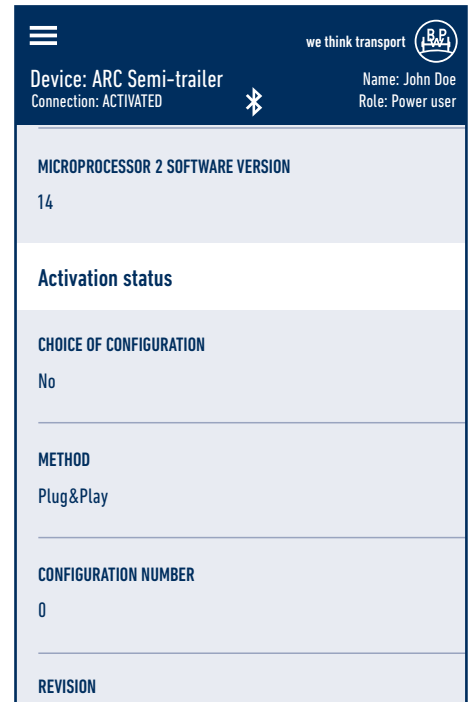 we think transport BPW
Device: ARC Semi-trailer Name: John Doe
Connection: ACTIVATED Role: Power user
MICROPROCESSOR 2 SOFTWARE VERSION
14
Activation status
CHOICE OF CONFIGURATION
No
METHOD
Plug&Play
CONFIGURATION NUMBER
0
REVISION